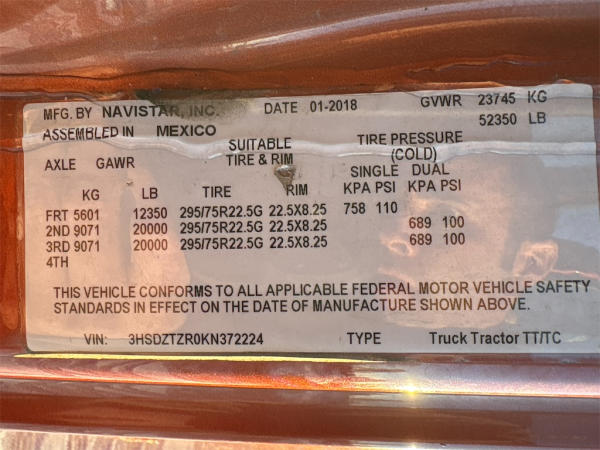 MFG. BY NAVISTAR, INC. DATE 01-2018 GVWR 23745 KG
52350 LB
ASSEMBLED IN MEXICO
SUITABLE TIRE PRESSURE
TIRE & RIM (COLD)
AXLE GAWR
SINGLE DUAL
KG LB TIRE RIM KPA PSI KPA PSI
FRT 5601 12350 295/75R22.5G 22.5X8.25 758 110
2ND 9071 20000 295/75R22.5G 22.5X8.25 689 100
3RD 9071 20000 295/75R22.5G 22.5X8.25 689 100
4TH
THIS VEHICLE CONFORMS TO ALL APPLICABLE FEDERAL MOTOR VEHICLE SAFETY
STANDARDS IN EFFECT ON THE DATE OF MANUFACTURE SHOWN ABOVE.
VIN: 3HSDZTZR0KN372224 TYPE Truck Tractor TT/TC